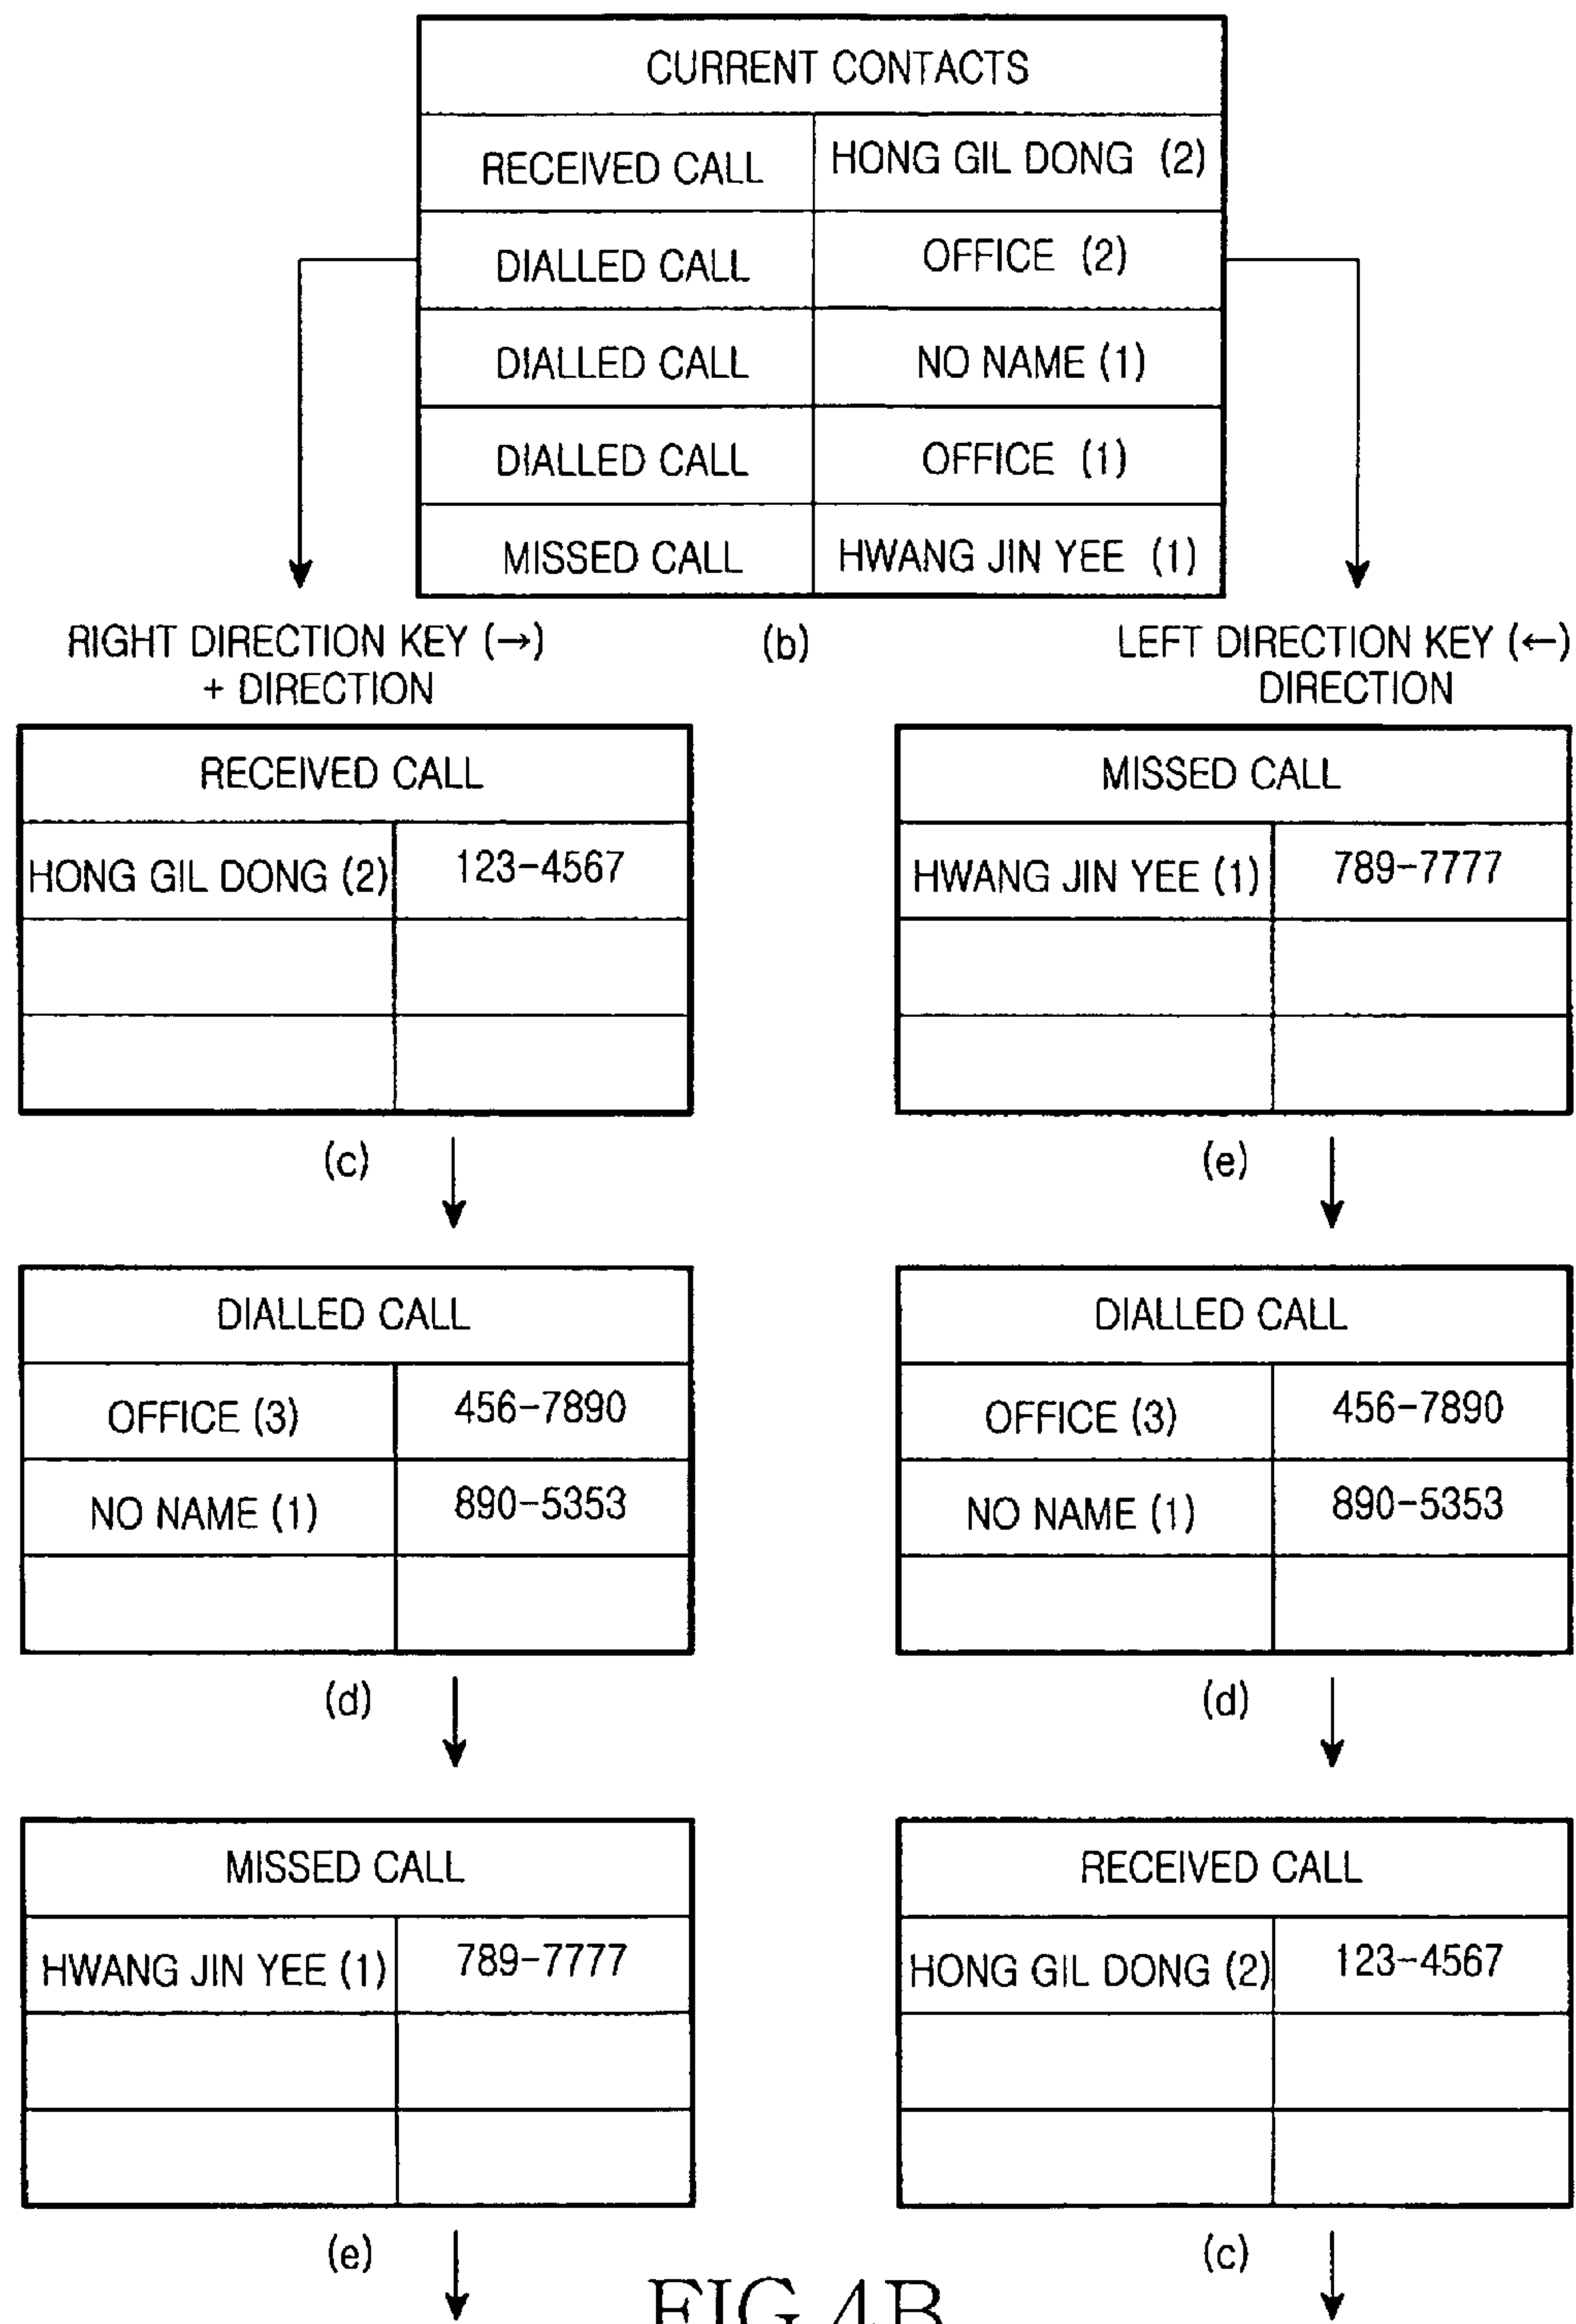 CURRENT CONTACTS
RECEIVED CALL HONG GIL DONG (2)
DIALLED CALL OFFICE (2)
DIALLED CALL NO NAME (1)
DIALLED CALL OFFICE (1)
MISSED CALL HWANG JIN YEE (1)
(b)
RIGHT DIRECTION KEY (→)
+ DIRECTION
RECEIVED CALL
HONG GIL DONG (2) 123-4567
(c)
DIALLED CALL
OFFICE (3) 456-7890
NO NAME (1) 890-5353
(d)
MISSED CALL
HWANG JIN YEE (1) 789-7777
(e)
LEFT DIRECTION KEY (←)
DIRECTION
MISSED CALL
HWANG JIN YEE (1) 789-7777
(e)
DIALLED CALL
OFFICE (3) 456-7890
NO NAME (1) 890-5353
(d)
RECEIVED CALL
HONG GIL DONG (2) 123-4567
(c)
FIG.4B